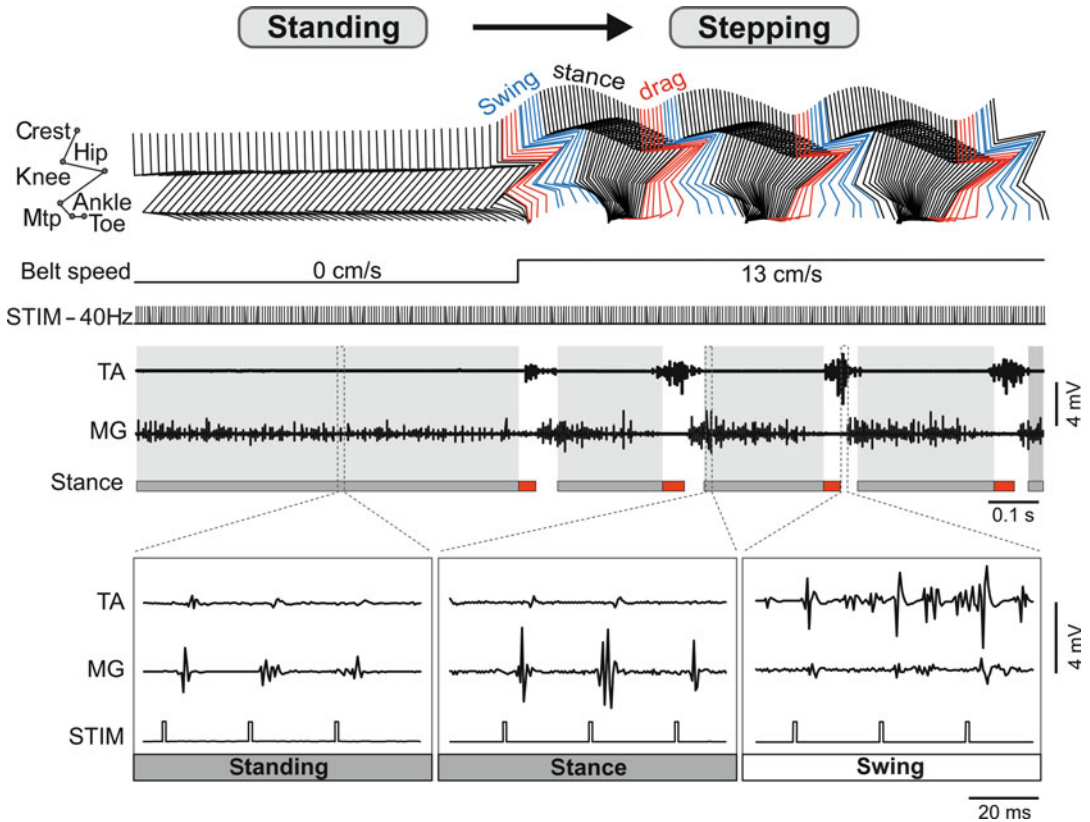 Standing Stepping
Swing stance drag
Crest
Hip
Knee
Ankle
Mtp
Toe
Belt speed 0 cm/s 13 cm/s
STIM – 40Hz
TA
4 mV
MG
Stance
0.1 s
TA
MG
4 mV
STIM
Standing Stance Swing
20 ms